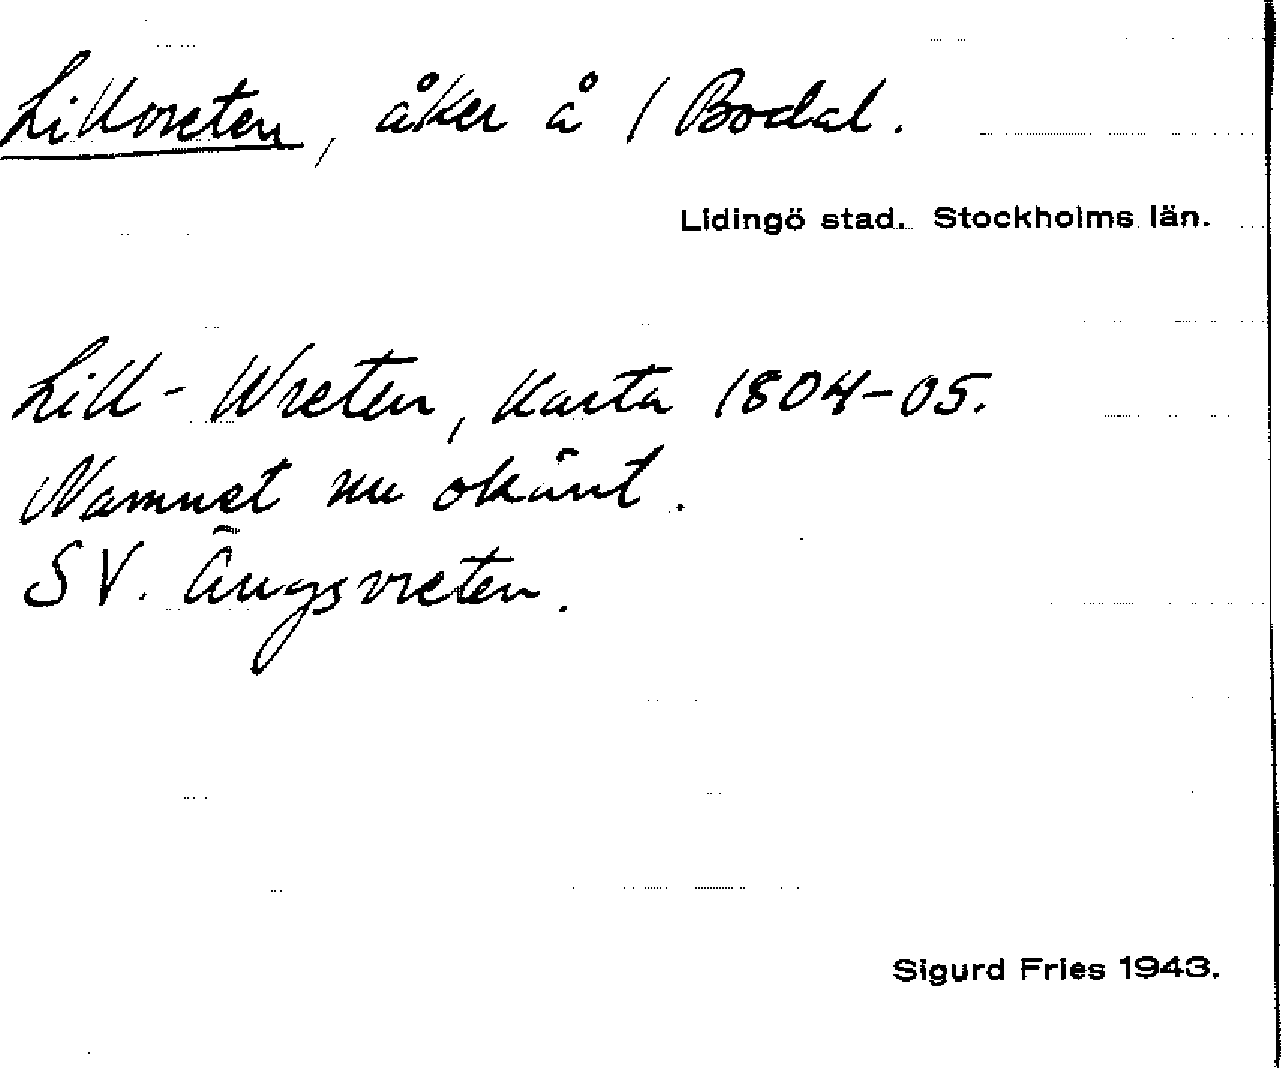 Lillvreten, åker å 1 Bodal.
Lidingö stad. Stockholms län.
Lill-Wreten, Karta 1804-05.
Namnet nu okänt.
SV. Ängsvreten.
Sigurd Fries 1943.